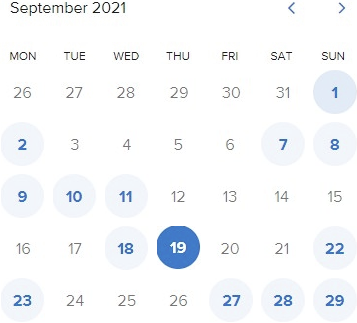 September 2021
MON TUE WED THU FRI SAT SUN
26 27 28 29 30 31 1
2 3 4 5 6 7 8
9 10 11 12 13 14 15
16 17 18 19 20 21 22
23 24 25 26 27 28 29